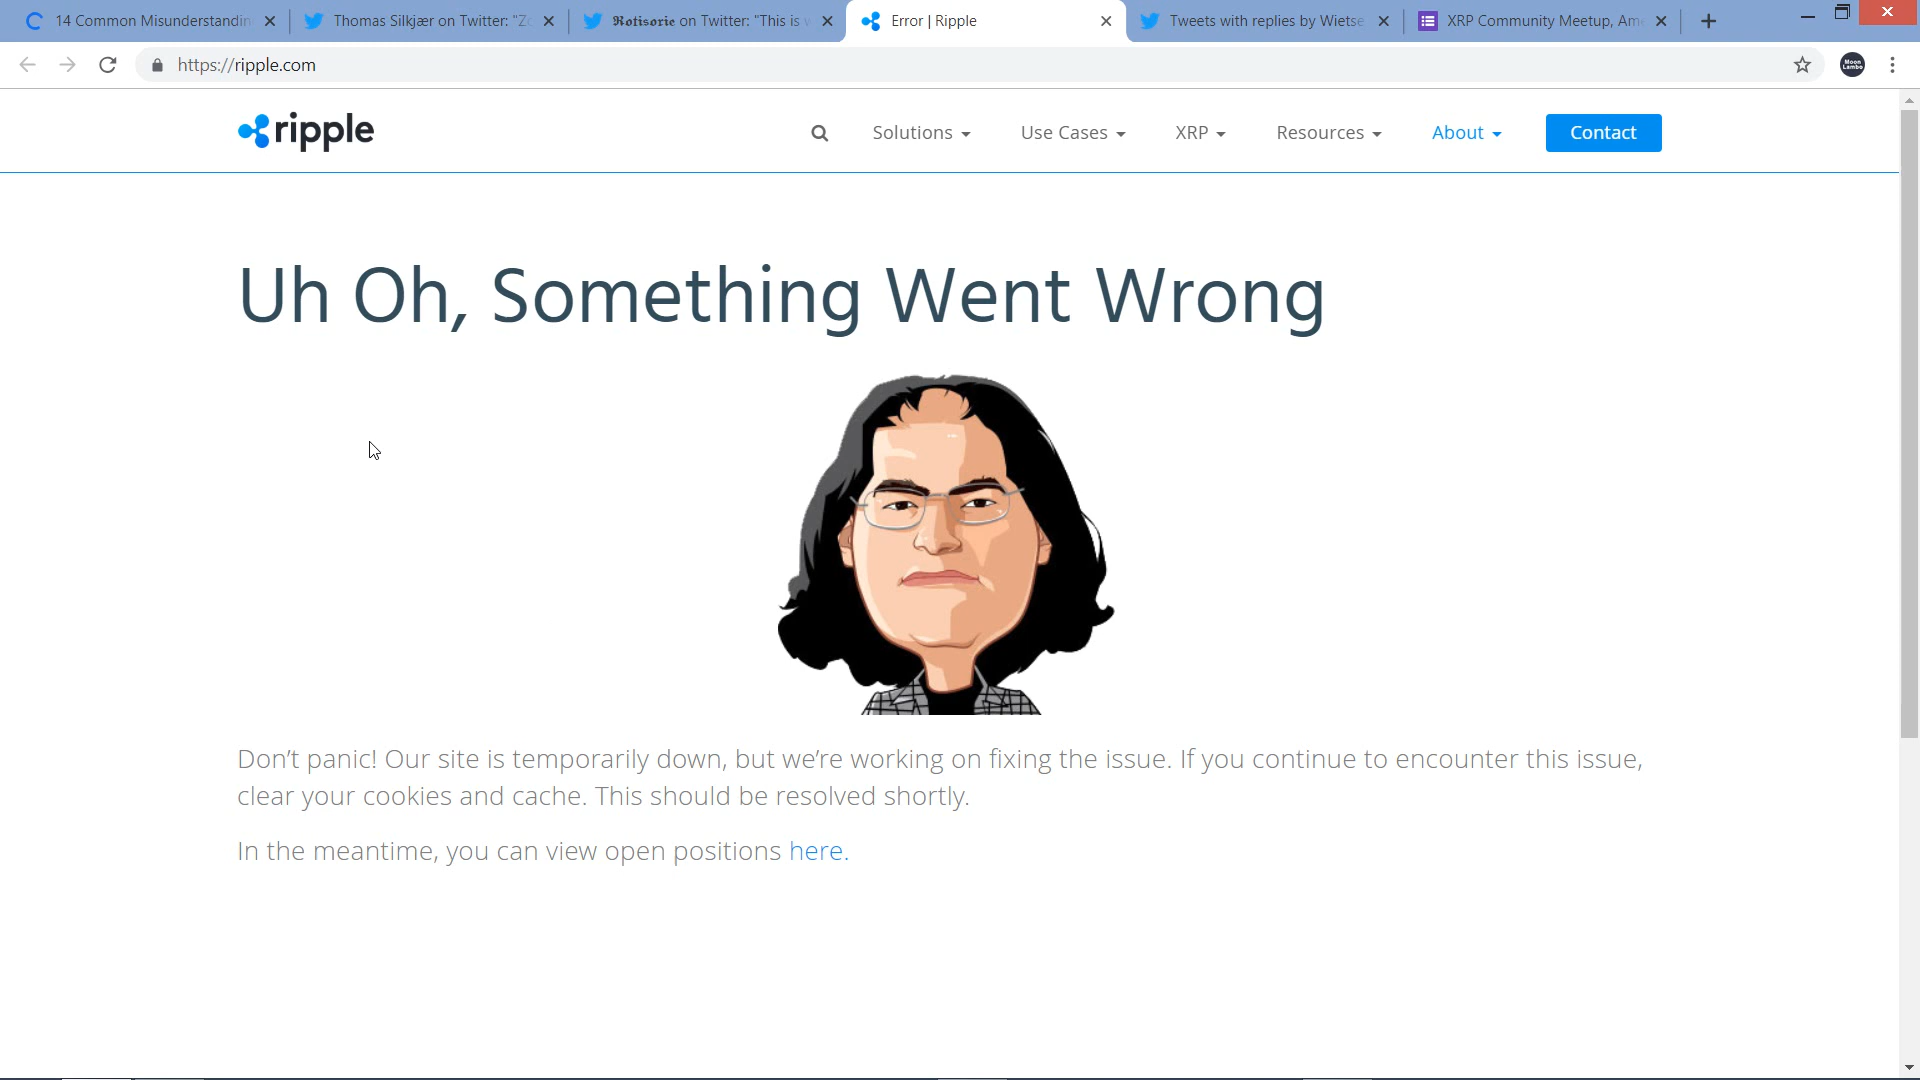 14 Common Misunderstandin
Thomas Silkjær on Twitter: "Zo
𝕽𝖔𝖙𝖎𝖘𝖔𝖗𝖎𝖊 on Twitter: "This is w
Error | Ripple
Tweets with replies by Wietse
XRP Community Meetup, Am
https://ripple.com
Moon Lambo
ripple
Solutions
Use Cases
XRP
Resources
About
Contact
Uh Oh, Something Went Wrong
Don’t panic! Our site is temporarily down, but we’re working on fixing the issue. If you continue to encounter this issue,
clear your cookies and cache. This should be resolved shortly.
In the meantime, you can view open positions here.